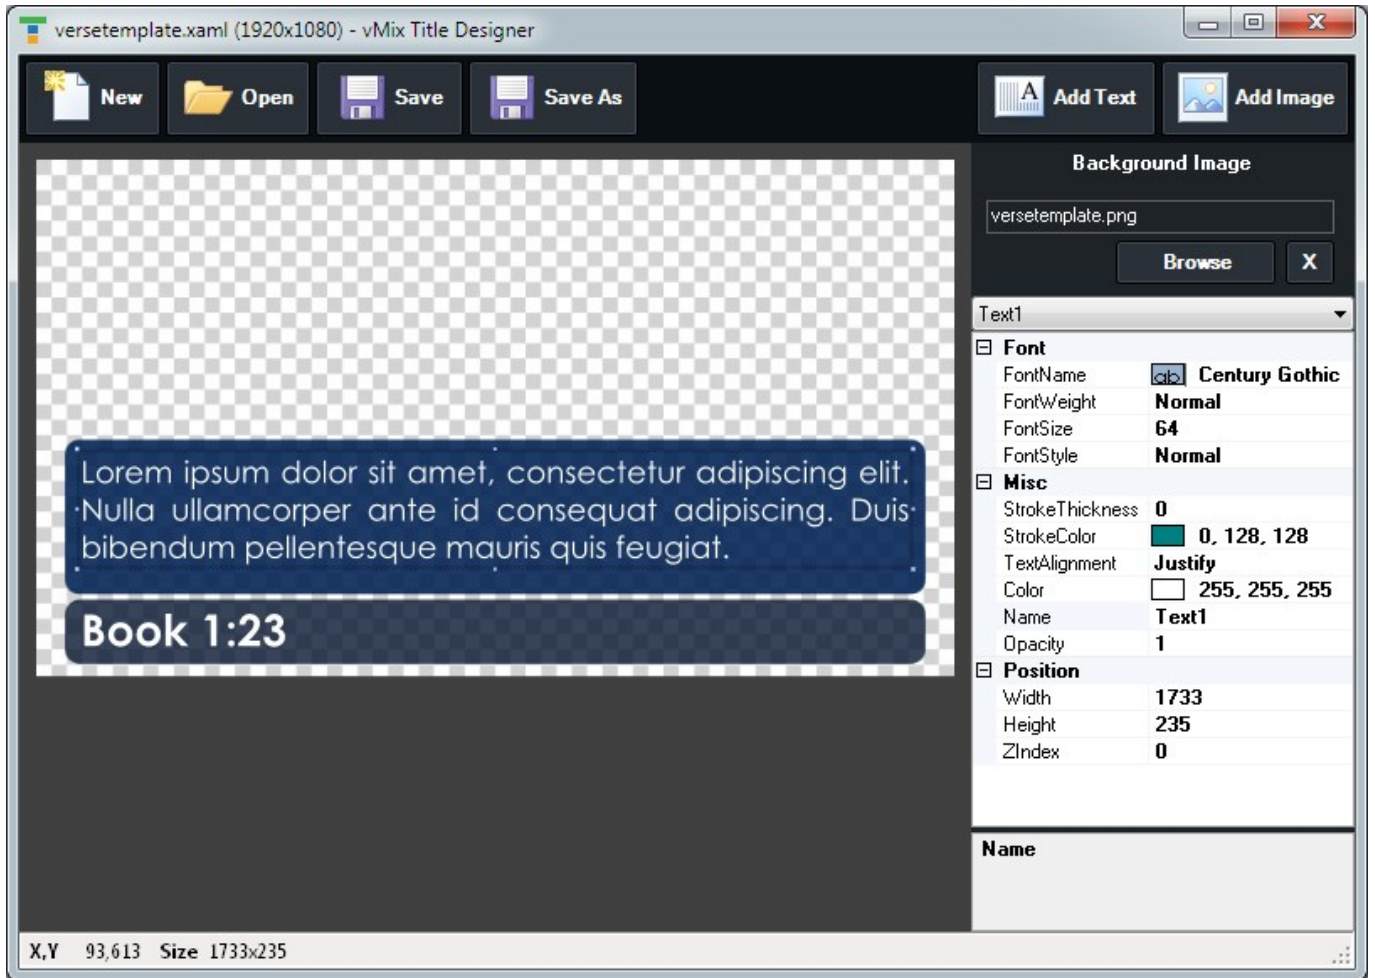 versetemplate.xaml (1920x1080) - vMix Title Designer
New Open Save Save As Add Text Add Image
Background Image
versetemplate.png
Browse X
Text1
Font
FontName ab Century Gothic
FontWeight Normal
FontSize 64
FontStyle Normal
Misc
StrokeThickness 0
StrokeColor 0, 128, 128
TextAlignment Justify
Color 255, 255, 255
Name Text1
Opacity 1
Position
Width 1733
Height 235
ZIndex 0
Name
Lorem ipsum dolor sit amet, consectetur adipiscing elit.
Nulla ullamcorper ante id consequat adipiscing. Duis
bibendum pellentesque mauris quis feugiat.
Book 1:23
X,Y 93,613 Size 1733x235